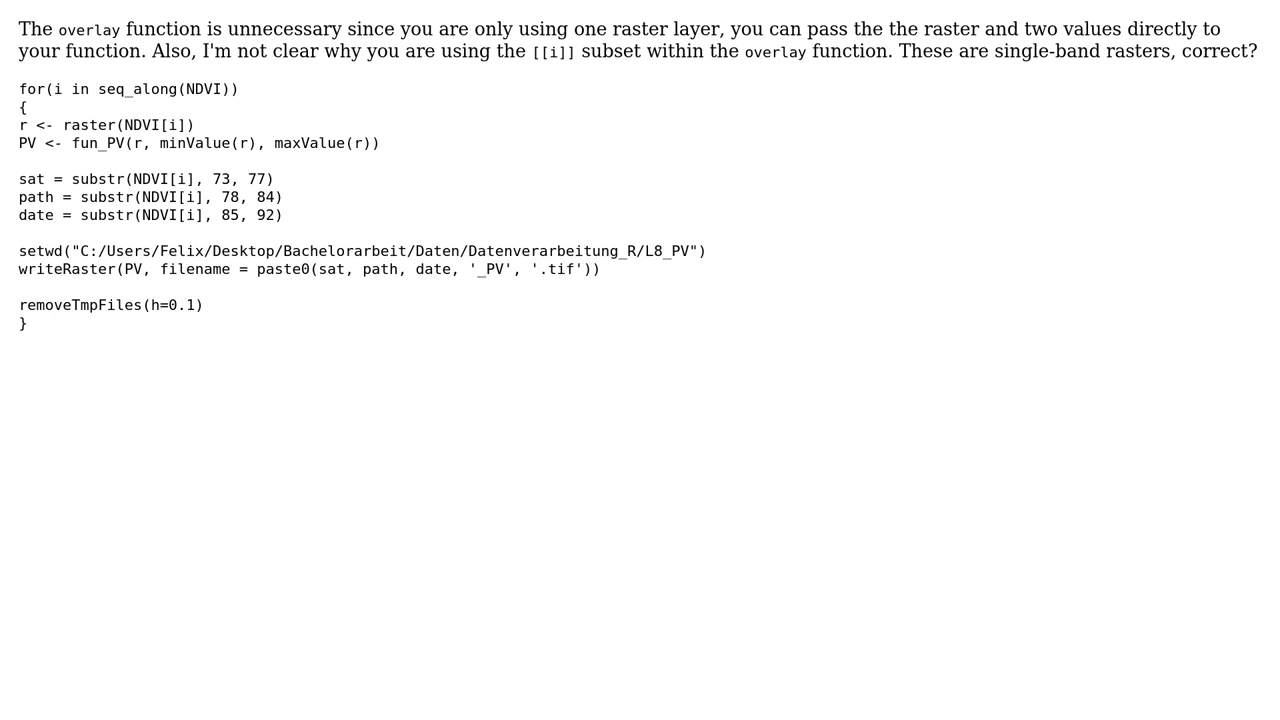 The overlay function is unnecessary since you are only using one raster layer, you can pass the the raster and two values directly to
your function. Also, I'm not clear why you are using the [[i]] subset within the overlay function. These are single-band rasters, correct?
for(i in seq_along(NDVI))
{
r <- raster(NDVI[i])
PV <- fun_PV(r, minValue(r), maxValue(r))
sat = substr(NDVI[i], 73, 77)
path = substr(NDVI[i], 78, 84)
date = substr(NDVI[i], 85, 92)
setwd("C:/Users/Felix/Desktop/Bachelorarbeit/Daten/Datenverarbeitung_R/L8_PV")
writeRaster(PV, filename = paste0(sat, path, date, '_PV', '.tif'))
removeTmpFiles(h=0.1)
}